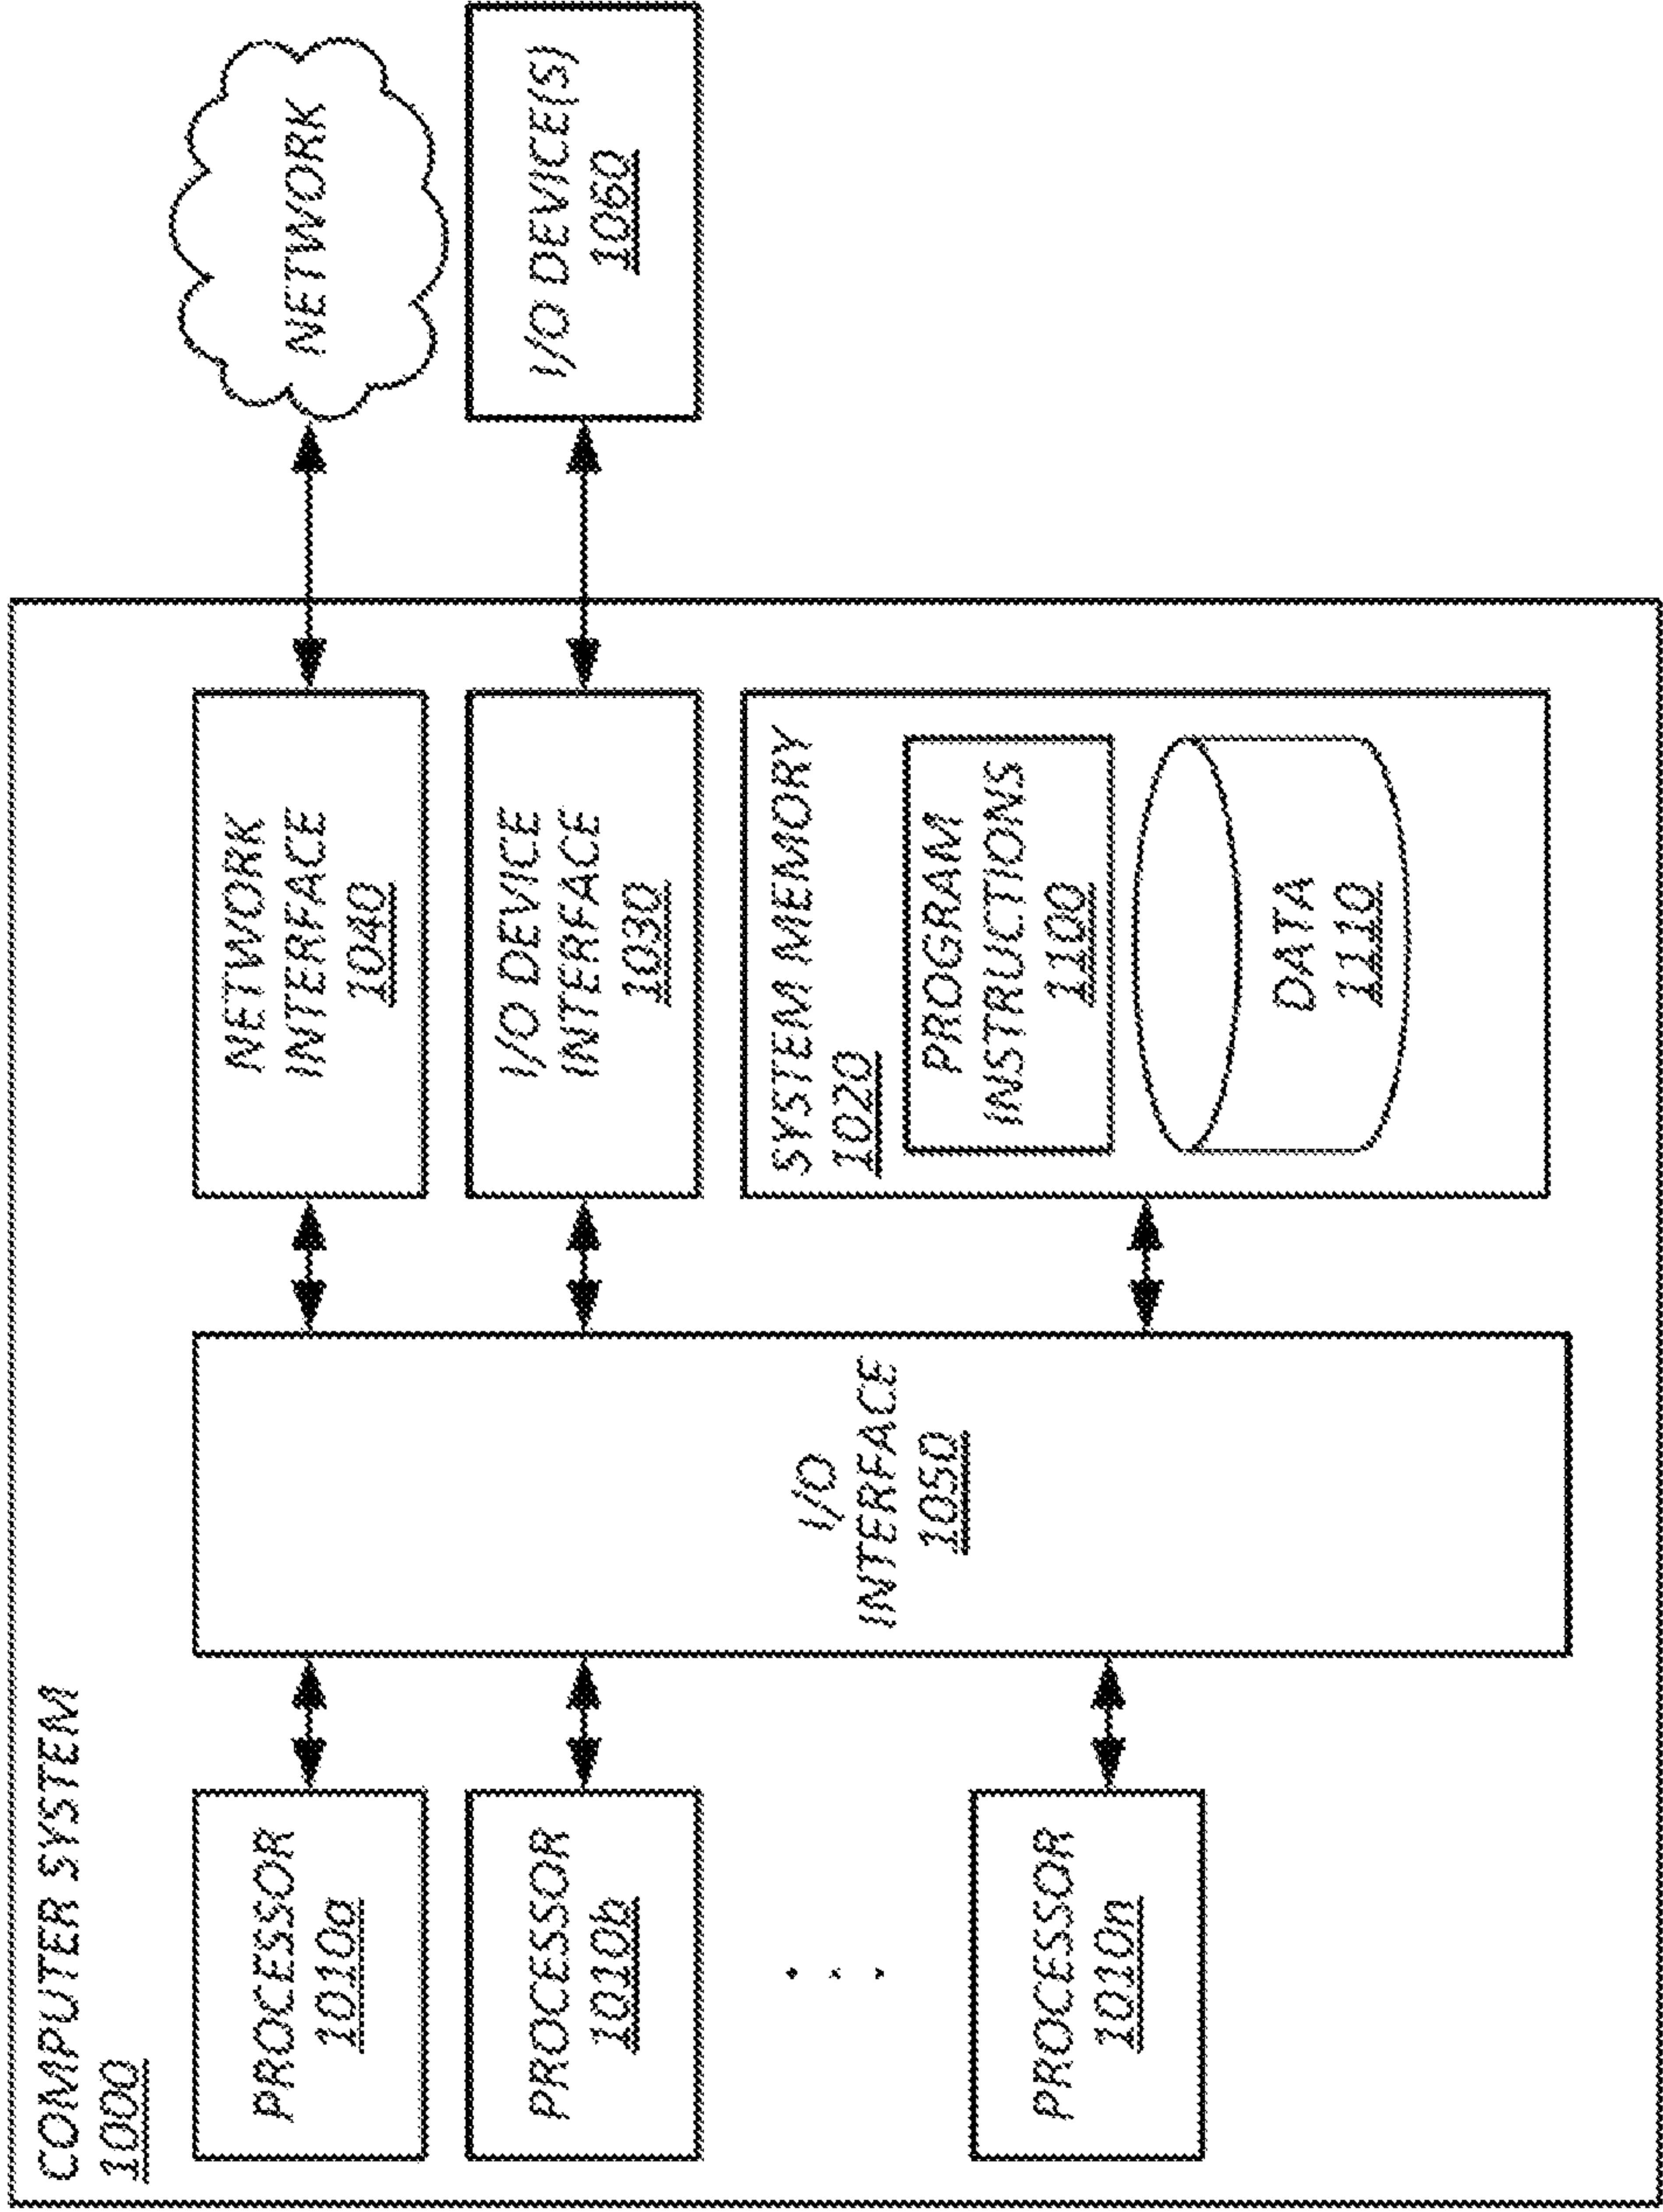 COMPUTER SYSTEM
1000
PROCESSOR
1010a
PROCESSOR
1010b
. . .
PROCESSOR
1010n
I/O
INTERFACE
1050
NETWORK
INTERFACE
1040
I/O DEVICE
INTERFACE
1030
SYSTEM MEMORY
1020
PROGRAM
INSTRUCTIONS
1100
DATA
1110
NETWORK
I/O DEVICE(S)
1060